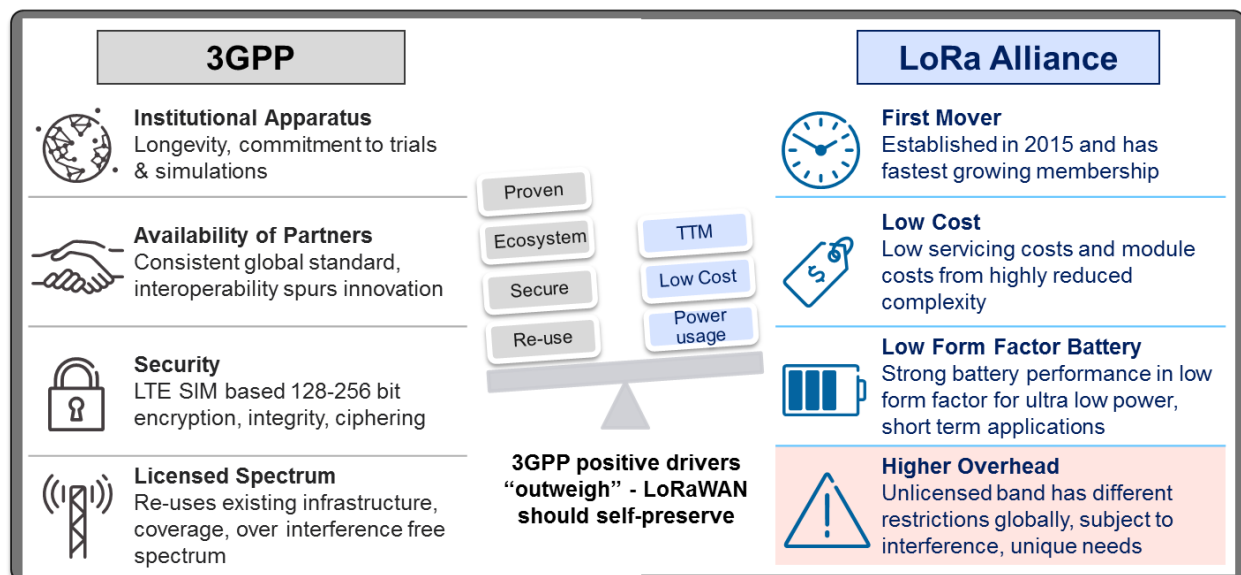 3GPP
Institutional Apparatus
Longevity, commitment to trials
& simulations
Availability of Partners
Consistent global standard,
interoperability spurs innovation
Security
LTE SIM based 128-256 bit
encryption, integrity, ciphering
Licensed Spectrum
Re-uses existing infrastructure,
coverage, over interference free
spectrum
Proven
Ecosystem
Secure
Re-use
TTM
Low Cost
Power
usage
3GPP positive drivers
“outweigh” - LoRaWAN
should self-preserve
LoRa Alliance
First Mover
Established in 2015 and has
fastest growing membership
$
Low Cost
Low servicing costs and module
costs from highly reduced
complexity
Low Form Factor Battery
Strong battery performance in low
form factor for ultra low power,
short term applications
Higher Overhead
Unlicensed band has different
restrictions globally, subject to
interference, unique needs